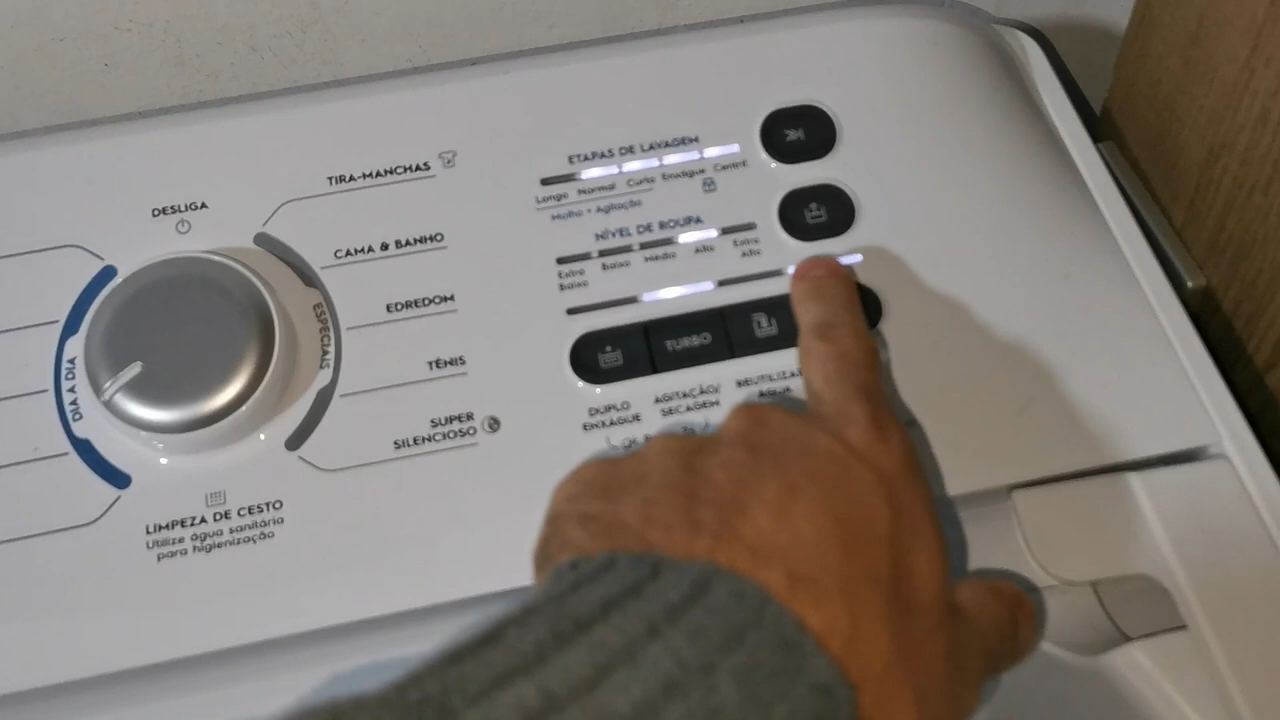 DESLIGA
TIRA-MANCHAS
CAMA & BANHO
EDREDOM
TÊNIS
SUPER
SILENCIOSO
ESPECIAIS
DIA A DIA
LIMPEZA DE CESTO
Utilize água sanitária
para higienização
ETAPAS DE LAVAGEM
Longo Normal Curto Enxágue Centrif.
Molho + Agitação
NÍVEL DE ROUPA
Extra
Baixo
Baixo
Médio
Alto
Extra
Alto
TURBO
DUPLO
ENXÁGUE
AGITAÇÃO/
SECAGEM
REUTILIZAR
ÁGUA